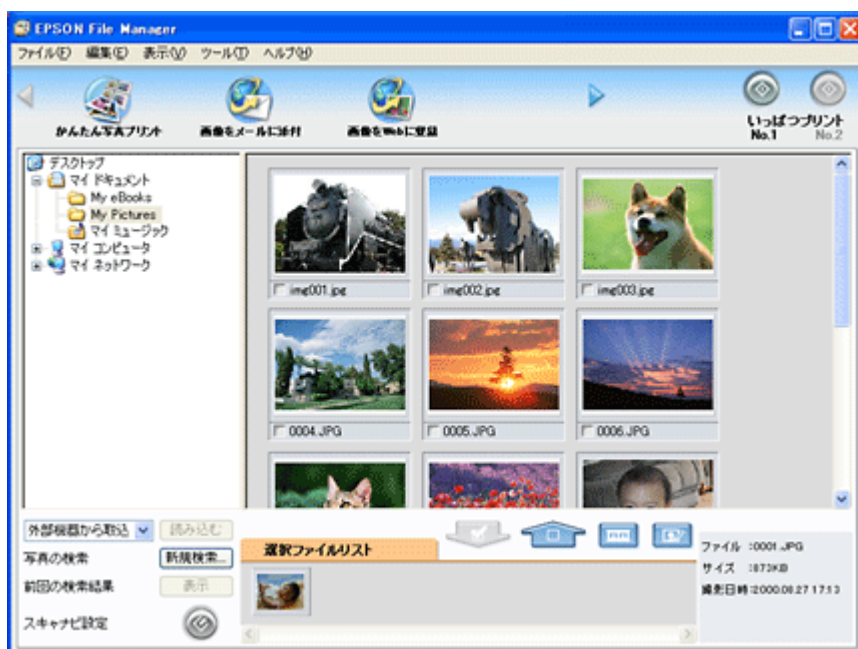 EPSON File Manager
ファイル(F) 編集(E) 表示(V) ツール(T) ヘルプ(H)
かんたん写真プリント 画像をメールに添付 画像をWebに登録 いっぱつプリント
No.1 No.2
デスクトップ
マイ ドキュメント
My eBooks
My Pictures
マイ ミュージック
マイ コンピュータ
マイ ネットワーク
img001.jpg img002.jpg img003.jpg
0004.JPG 0005.JPG 0006.JPG
外部機器から取込 読み込む
写真の検索 新規検索...
前回の検索結果 表示
スキャナビ設定
選択ファイルリスト
ファイル :0001.JPG
サイズ :873KB
撮影日時:2000.08.27 17:13